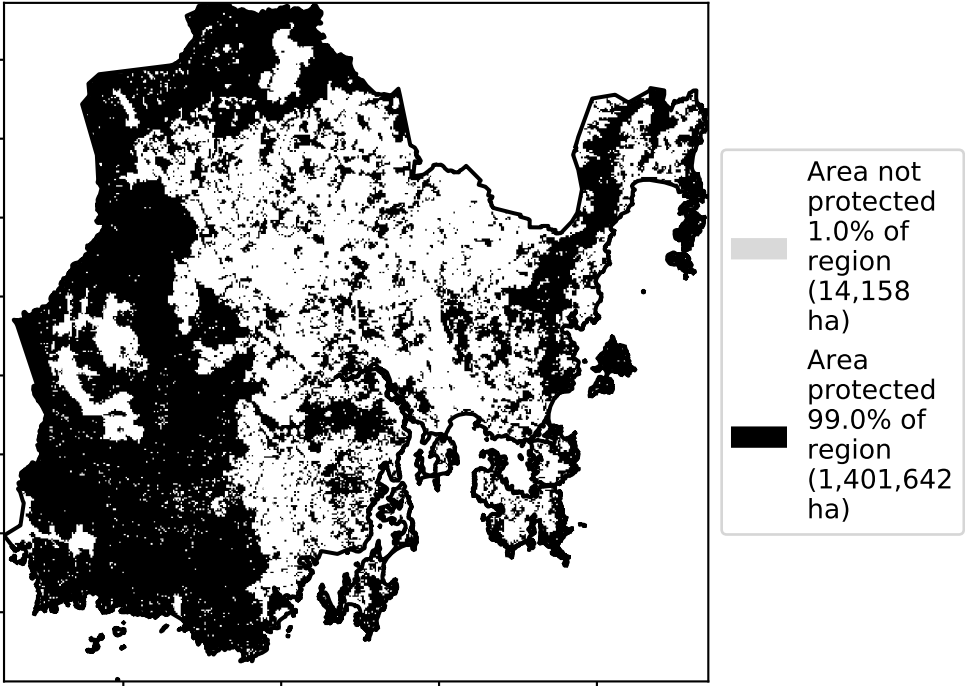 Area not
protected
1.0% of
region
(14,158
ha)
Area
protected
99.0% of
region
(1,401,642
ha)